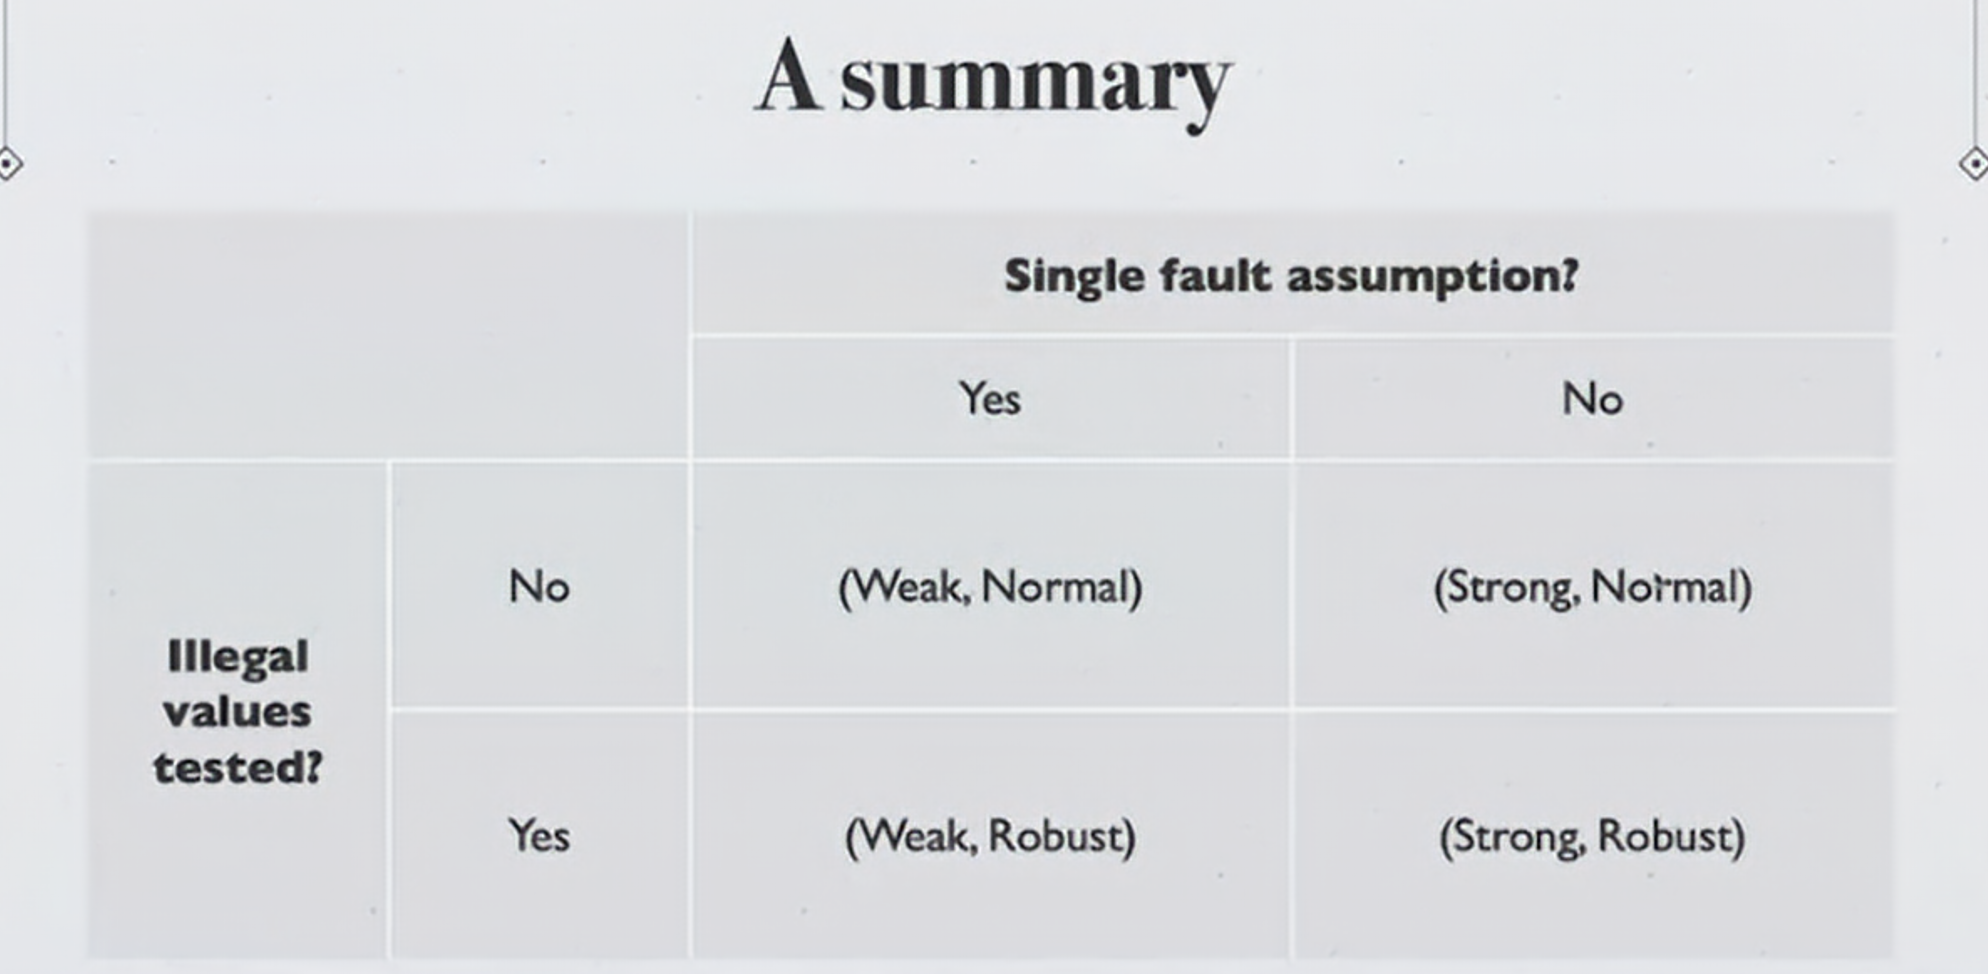 A summary
Single fault assumption?
Yes
No
Illegal
values
tested?
No
(Weak, Normal)
(Strong, Normal)
Yes
(Weak, Robust)
(Strong, Robust)